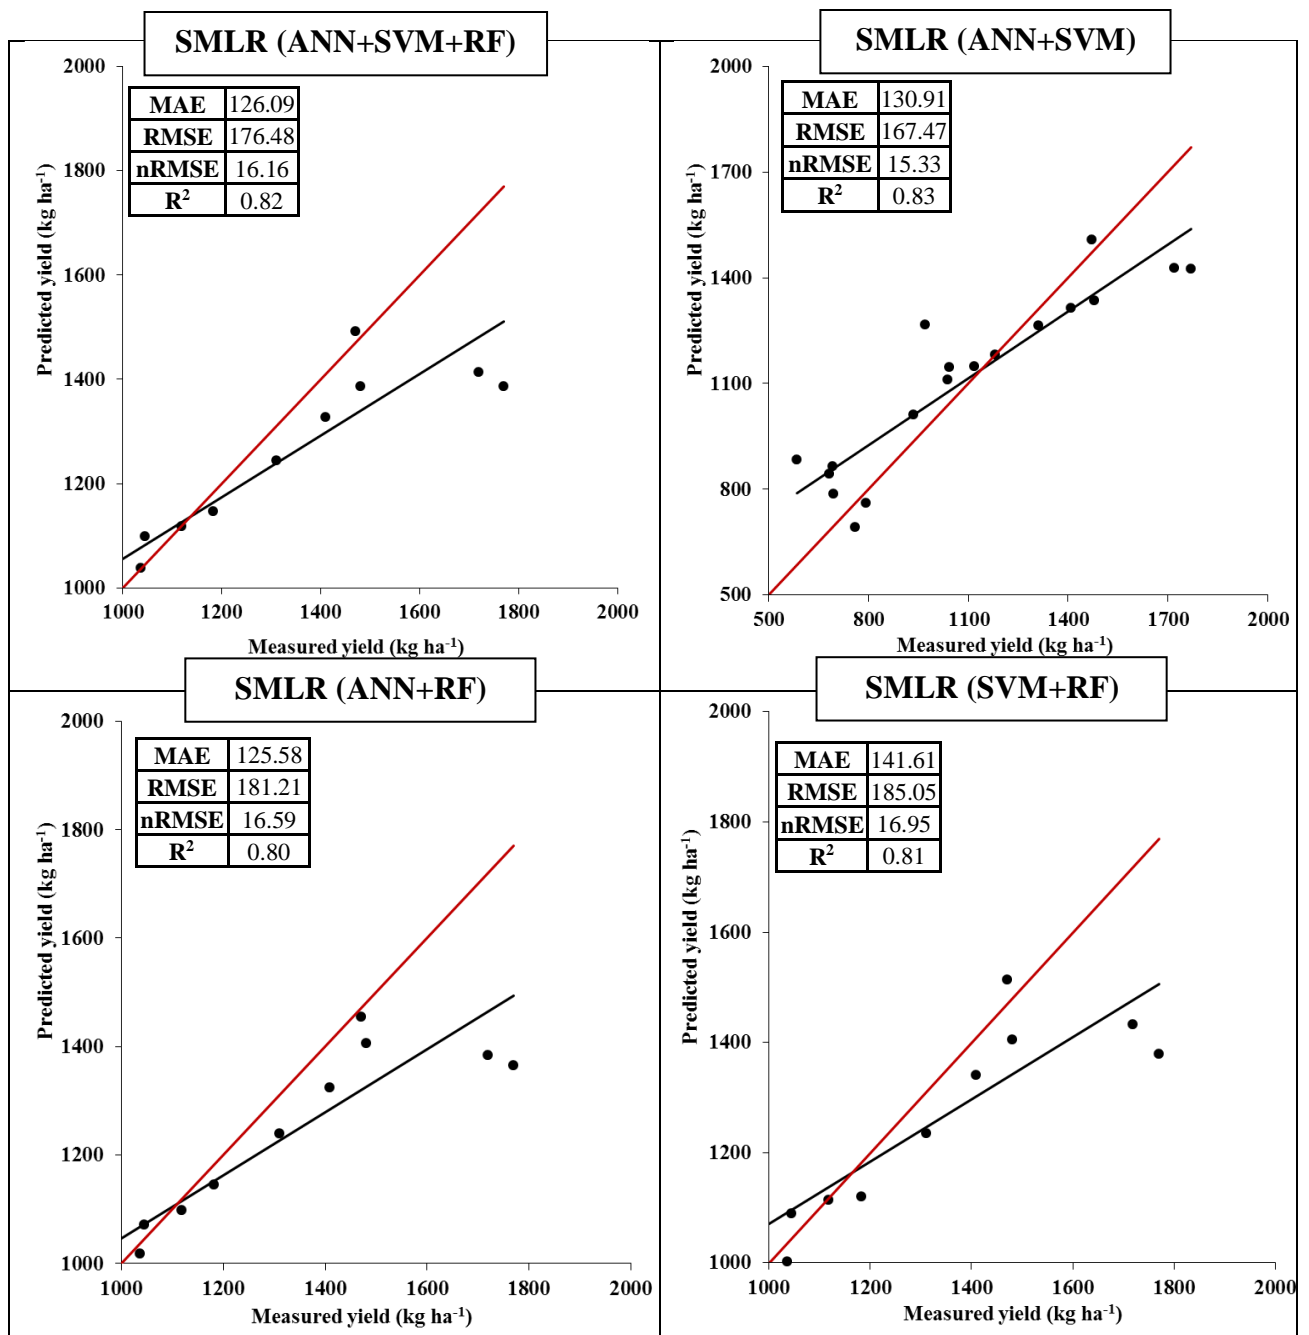 SMLR (ANN+SVM+RF)
MAE 126.09
RMSE 176.48
nRMSE 16.16
R² 0.82
Predicted yield (kg ha⁻¹)
2000
1800
1600
1400
1200
1000
1000 1200 1400 1600 1800 2000
Measured yield (kg ha⁻¹)
SMLR (ANN+SVM)
MAE 130.91
RMSE 167.47
nRMSE 15.33
R² 0.83
Predicted yield (kg ha⁻¹)
2000
1700
1400
1100
800
500
500 800 1100 1400 1700 2000
Measured yield (kg ha⁻¹)
SMLR (ANN+RF)
MAE 125.58
RMSE 181.21
nRMSE 16.59
R² 0.80
Predicted yield (kg ha⁻¹)
2000
1800
1600
1400
1200
1000
1000 1200 1400 1600 1800 2000
Measured yield (kg ha⁻¹)
SMLR (SVM+RF)
MAE 141.61
RMSE 185.05
nRMSE 16.95
R² 0.81
Predicted yield (kg ha⁻¹)
2000
1800
1600
1400
1200
1000
1000 1200 1400 1600 1800 2000
Measured yield (kg ha⁻¹)